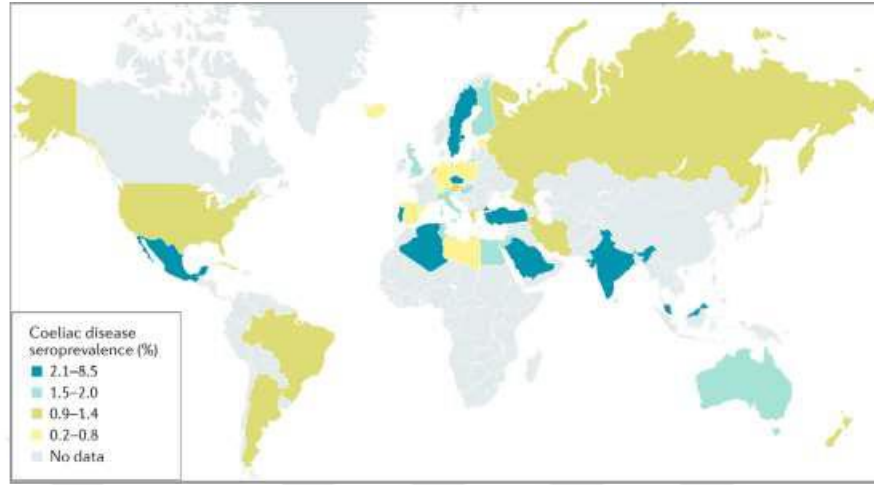 Coeliac disease
seroprevalence (%)
2.1–8.5
1.5–2.0
0.9–1.4
0.2–0.8
No data